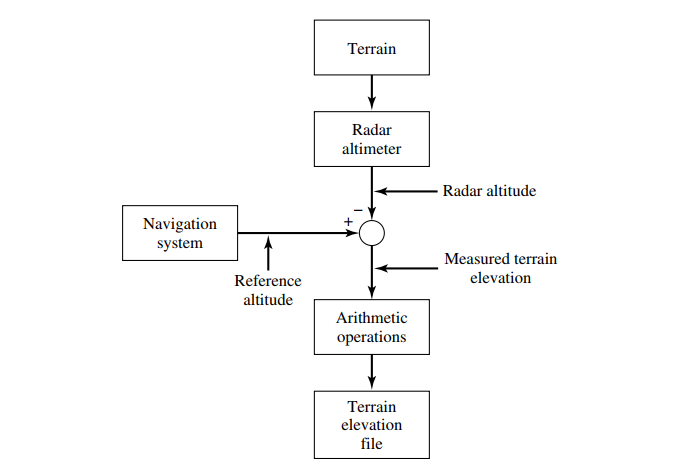 Terrain
Radar
altimeter
Radar altitude
−
+
Navigation
system
Reference
altitude
Measured terrain
elevation
Arithmetic
operations
Terrain
elevation
file